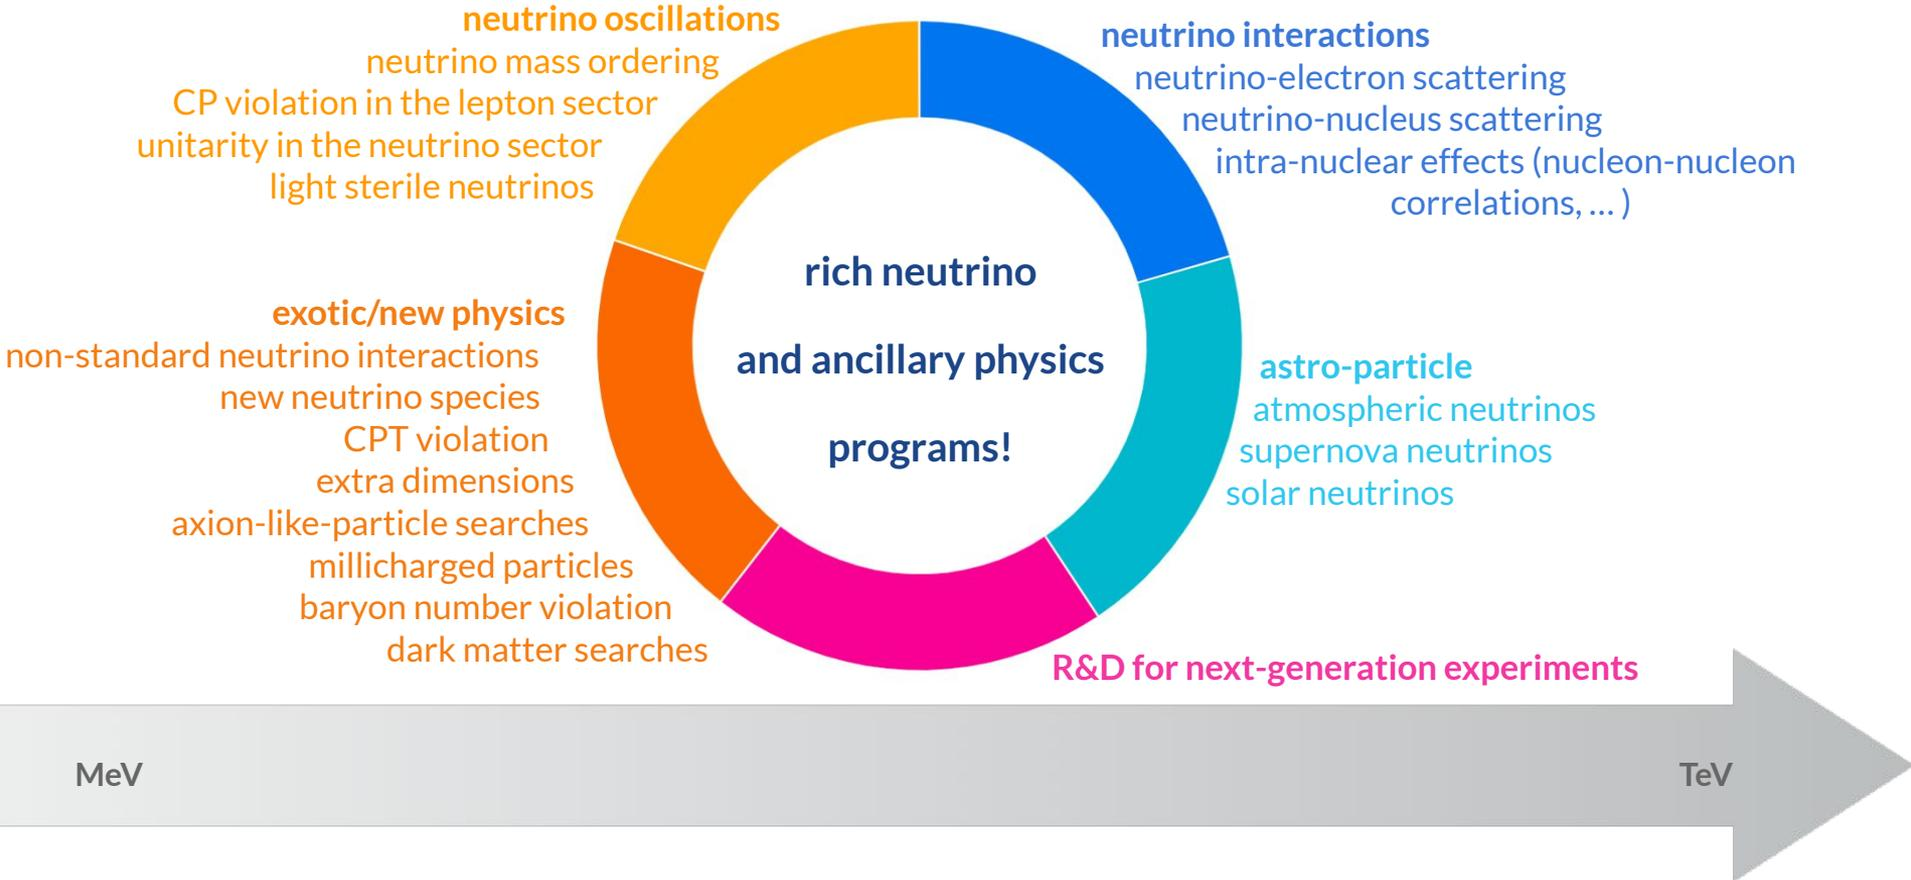 neutrino oscillations
neutrino mass ordering
CP violation in the lepton sector
unitarity in the neutrino sector
light sterile neutrinos
neutrino interactions
neutrino-electron scattering
neutrino-nucleus scattering
intra-nuclear effects (nucleon-nucleon
correlations, ... )
rich neutrino
and ancillary physics
programs!
exotic/new physics
non-standard neutrino interactions
new neutrino species
CPT violation
extra dimensions
axion-like-particle searches
millicharged particles
baryon number violation
dark matter searches
astro-particle
atmospheric neutrinos
supernova neutrinos
solar neutrinos
R&D for next-generation experiments
MeV
TeV